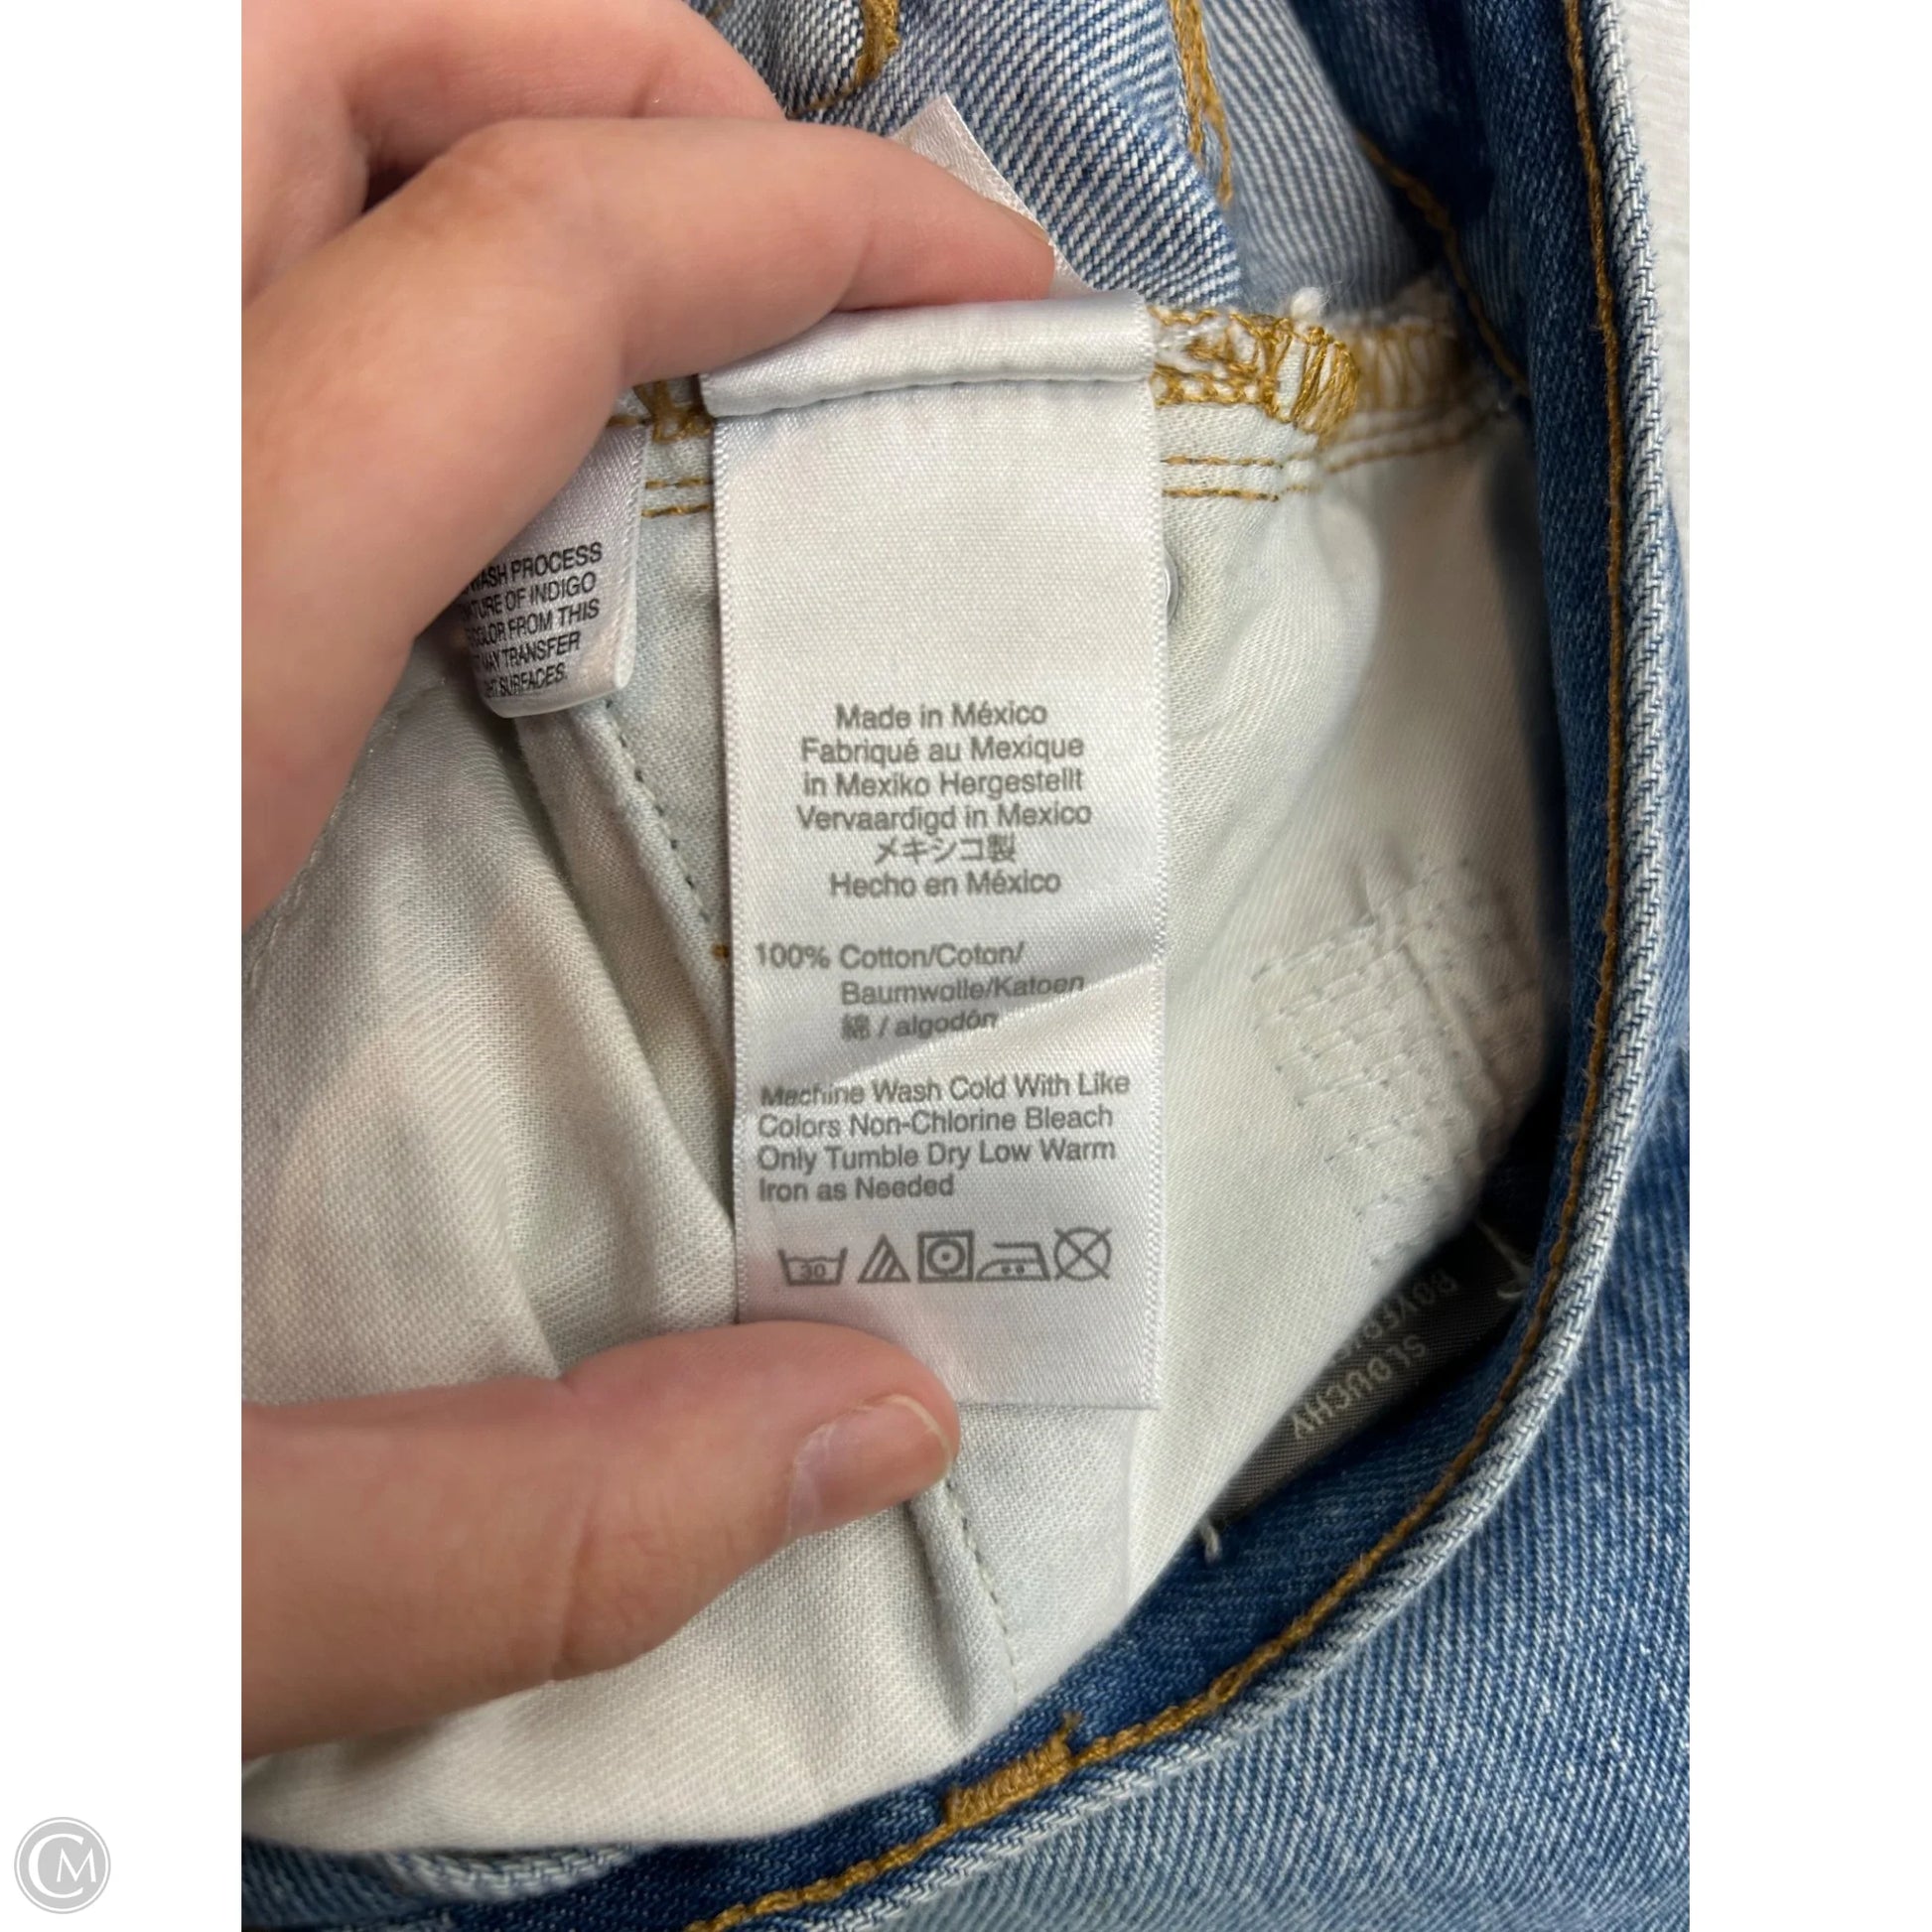 WASH PROCESS
OF INDIGO
COLOR FROM THIS
MAY TRANSFER
SURFACES.
Made in México
Fabriqué au Mexique
in Mexiko Hergestellt
Vervaardigd in Mexico
メキシコ製
Hecho en México
100% Cotton/Coton/
Baumwolle/Katoen
綿 / algodón
Machine Wash Cold With Like
Colors Non-Chlorine Bleach
Only Tumble Dry Low Warm
Iron as Needed
30
SLOUCHY
CM